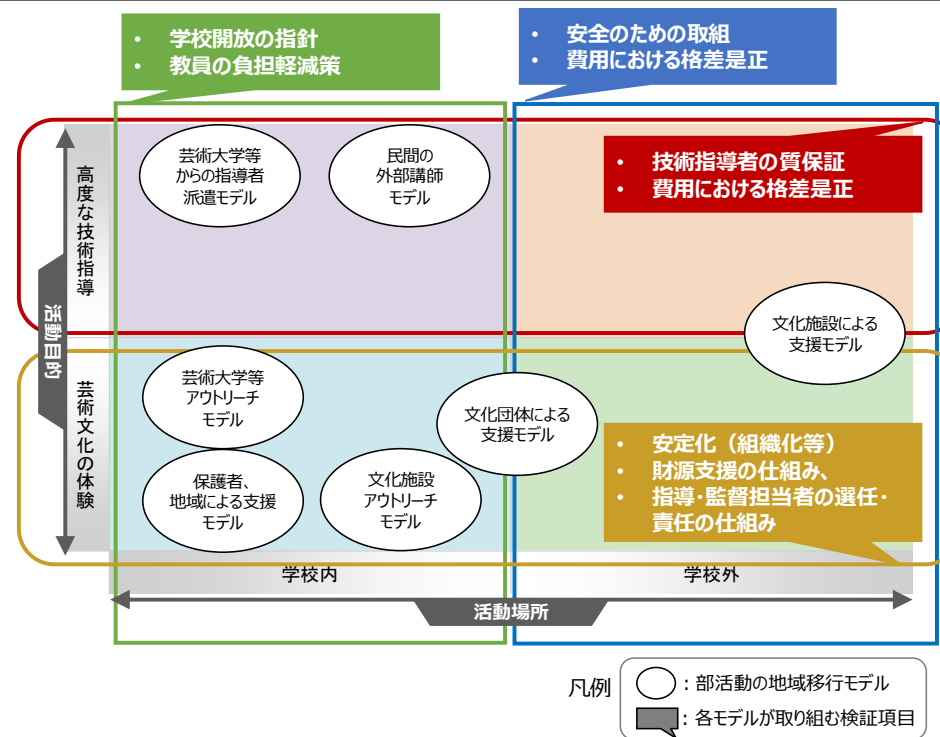 • 学校開放の指針
• 教員の負担軽減策
• 安全のための取組
• 費用における格差是正
• 技術指導者の質保証
• 費用における格差是正
活動目的
高度な技術指導
芸術大学等
からの指導者
派遣モデル
民間の
外部講師
モデル
文化施設による
支援モデル
芸術文化の体験
芸術大学等
アウトリーチ
モデル
文化団体による
支援モデル
保護者、
地域による支援
モデル
文化施設
アウトリーチ
モデル
• 安定化（組織化等）
• 財源支援の仕組み、
• 指導・監督担当者の選任・
責任の仕組み
学校内
学校外
活動場所
凡例
：部活動の地域移行モデル
：各モデルが取り組む検証項目